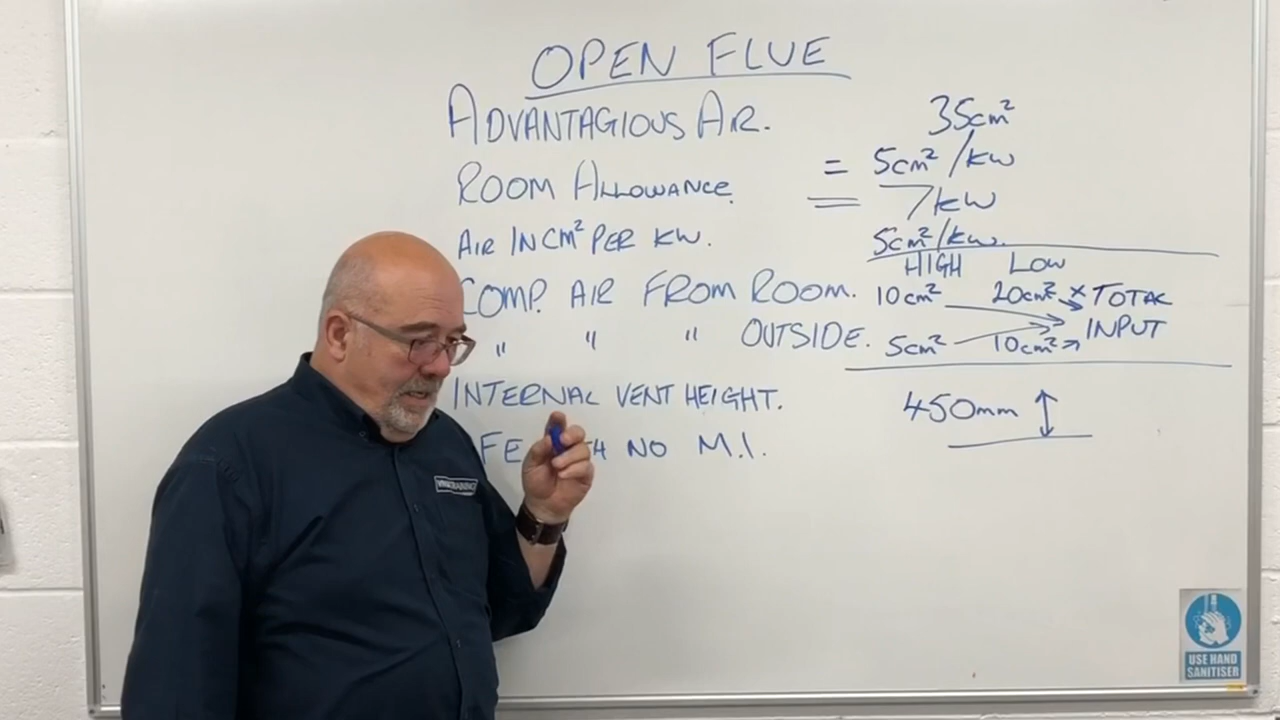 OPEN FLUE
ADVANTAGIOUS AIR. 35cm²
ROOM ALLOWANCE. = 5cm²/kw
7kw
AIR IN CM² PER KW. 5cm²/kw.
HIGH LOW
COMP. AIR FROM ROOM. 10cm² 20cm² × TOTAL
" " " OUTSIDE. 5cm² 10cm² INPUT
INTERNAL VENT HEIGHT. 450mm
NO M.I.
USE HAND
SANITISER